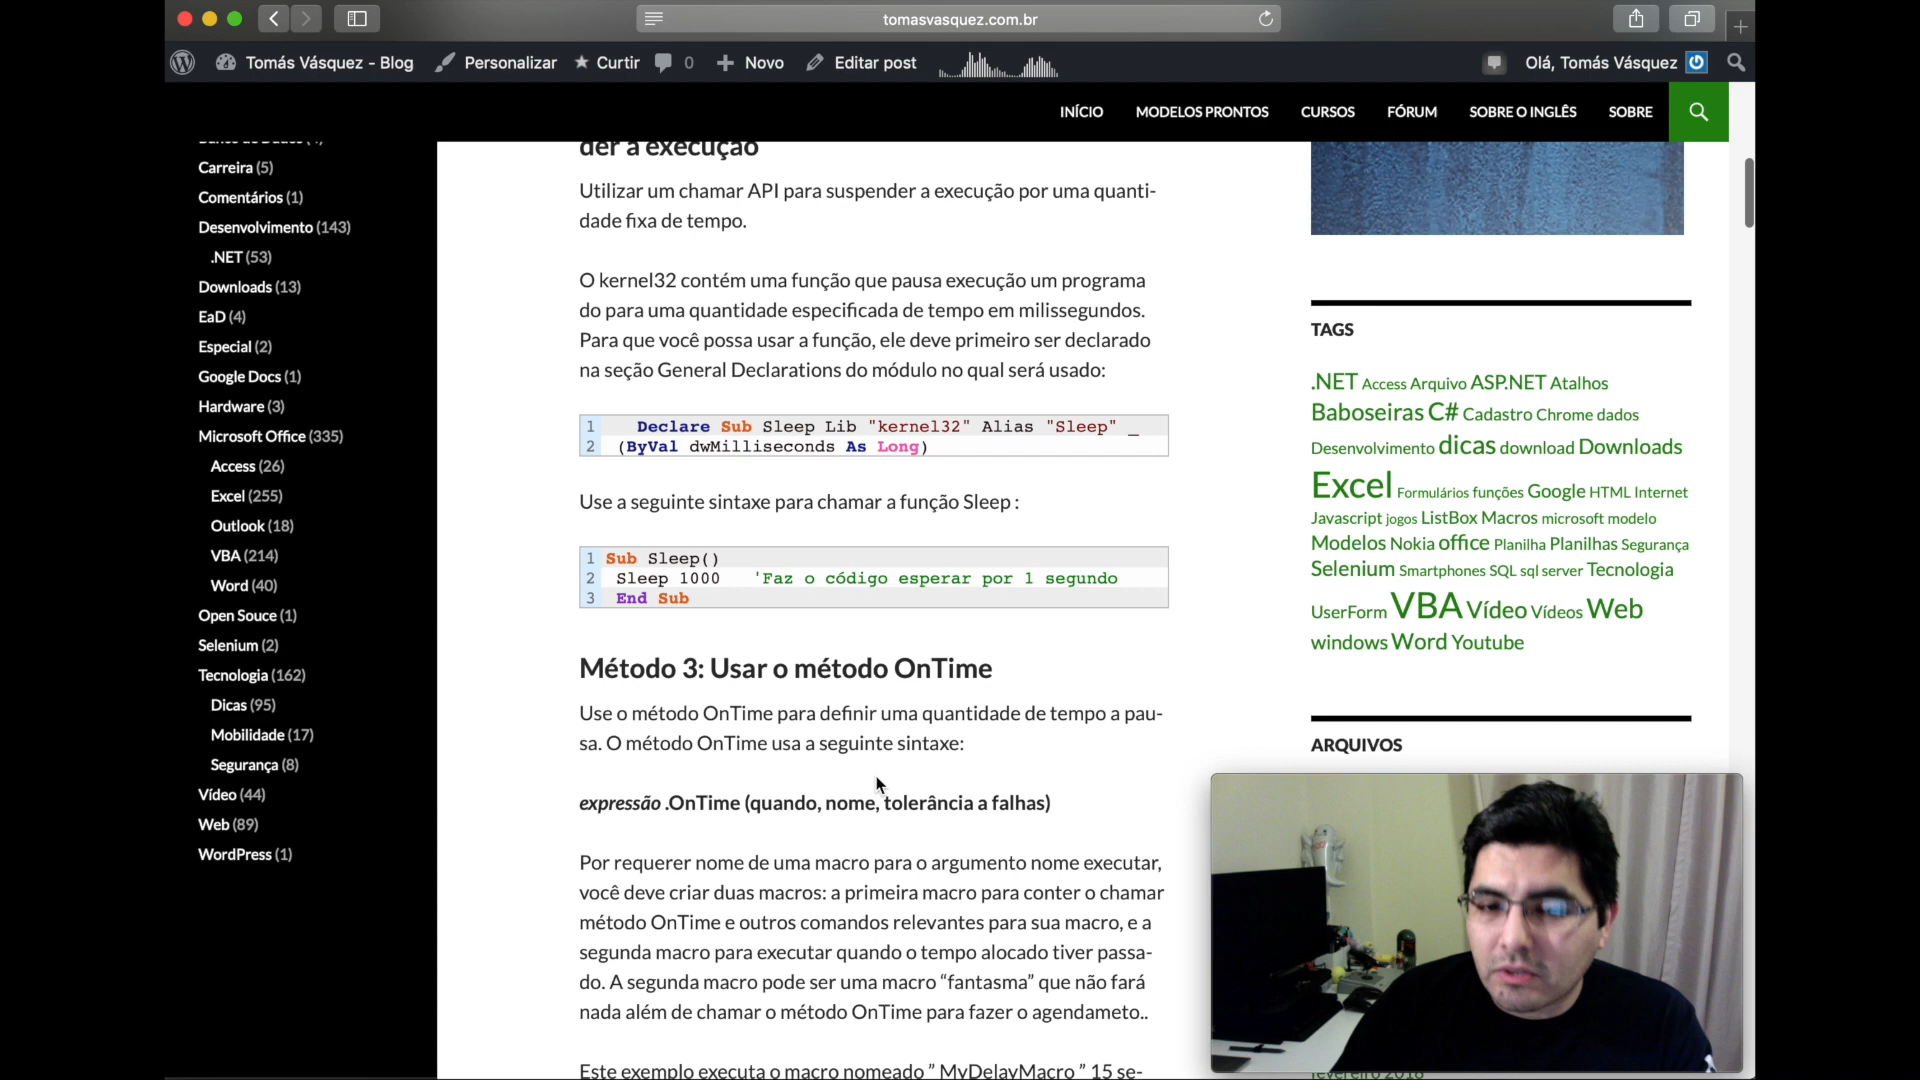 tomasvasquez.com.br
Tomás Vásquez - Blog
Personalizar
Curtir
0
Novo
Editar post
Olá, Tomás Vásquez
INÍCIO
MODELOS PRONTOS
CURSOS
FÓRUM
SOBRE O INGLÊS
SOBRE
Carreira (5)
Comentários (1)
Desenvolvimento (143)
.NET (53)
Downloads (13)
EaD (4)
Especial (2)
Google Docs (1)
Hardware (3)
Microsoft Office (335)
Access (26)
Excel (255)
Outlook (18)
VBA (214)
Word (40)
Open Souce (1)
Selenium (2)
Tecnologia (162)
Dicas (95)
Mobilidade (17)
Segurança (8)
Vídeo (44)
Web (89)
WordPress (1)
der a execução
Utilizar um chamar API para suspender a execução por uma quanti-
dade fixa de tempo.
O kernel32 contém uma função que pausa execução um programa
do para uma quantidade especificada de tempo em milissegundos.
Para que você possa usar a função, ele deve primeiro ser declarado
na seção General Declarations do módulo no qual será usado:
1 Declare Sub Sleep Lib "kernel32" Alias "Sleep" _
2 (ByVal dwMilliseconds As Long)
Use a seguinte sintaxe para chamar a função Sleep :
1 Sub Sleep()
2 Sleep 1000 'Faz o código esperar por 1 segundo
3 End Sub
Método 3: Usar o método OnTime
Use o método OnTime para definir uma quantidade de tempo a pau-
sa. O método OnTime usa a seguinte sintaxe:
expressão .OnTime (quando, nome, tolerância a falhas)
Por requerer nome de uma macro para o argumento nome executar,
você deve criar duas macros: a primeira macro para conter o chamar
método OnTime e outros comandos relevantes para sua macro, e a
segunda macro para executar quando o tempo alocado tiver passa-
do. A segunda macro pode ser uma macro “fantasma” que não fará
nada além de chamar o método OnTime para fazer o agendameto..
Este exemplo executa o macro nomeado ” MyDelayMacro ” 15 se-
TAGS
.NET Access Arquivo ASP.NET Atalhos
Baboseiras C# Cadastro Chrome dados
Desenvolvimento dicas download Downloads
Excel Formulários funções Google HTML Internet
Javascript jogos ListBox Macros microsoft modelo
Modelos Nokia office Planilha Planilhas Segurança
Selenium Smartphones SQL sql server Tecnologia
UserForm VBA Vídeo Vídeos Web
windows Word Youtube
ARQUIVOS